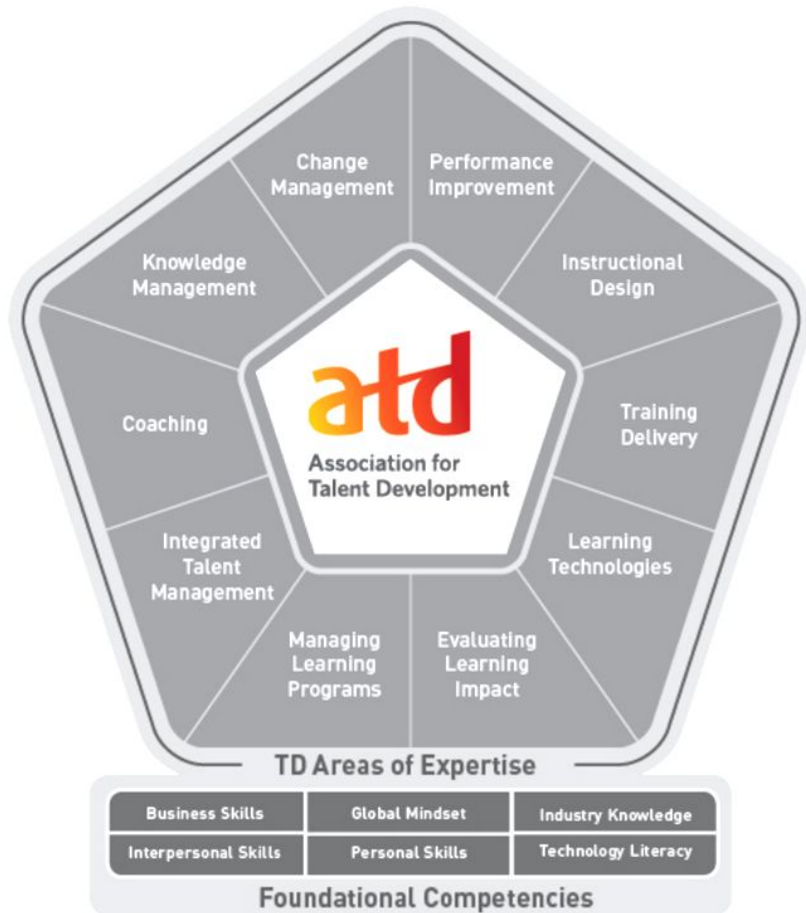 Change
Management
Performance
Improvement
Knowledge
Management
Instructional
Design
Coaching
atd
Association for
Talent Development
Training
Delivery
Integrated
Talent
Management
Learning
Technologies
Managing
Learning
Programs
Evaluating
Learning
Impact
TD Areas of Expertise
Business Skills
Global Mindset
Industry Knowledge
Interpersonal Skills
Personal Skills
Technology Literacy
Foundational Competencies